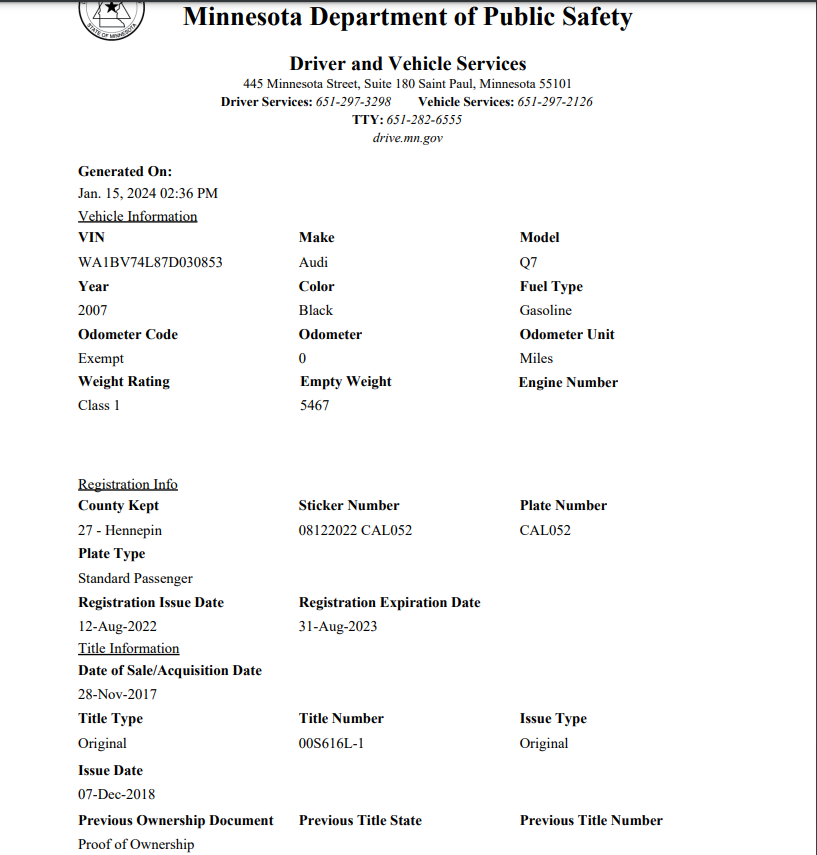 STATE OF MINNESOTA
Minnesota Department of Public Safety
Driver and Vehicle Services
445 Minnesota Street, Suite 180 Saint Paul, Minnesota 55101
Driver Services: 651-297-3298 Vehicle Services: 651-297-2126
TTY: 651-282-6555
drive.mn.gov
Generated On:
Jan. 15, 2024 02:36 PM
Vehicle Information
VIN Make Model
WA1BV74L87D030853 Audi Q7
Year Color Fuel Type
2007 Black Gasoline
Odometer Code Odometer Odometer Unit
Exempt 0 Miles
Weight Rating Empty Weight Engine Number
Class 1 5467
Registration Info
County Kept Sticker Number Plate Number
27 - Hennepin 08122022 CAL052 CAL052
Plate Type
Standard Passenger
Registration Issue Date Registration Expiration Date
12-Aug-2022 31-Aug-2023
Title Information
Date of Sale/Acquisition Date
28-Nov-2017
Title Type Title Number Issue Type
Original 00S616L-1 Original
Issue Date
07-Dec-2018
Previous Ownership Document Previous Title State Previous Title Number
Proof of Ownership